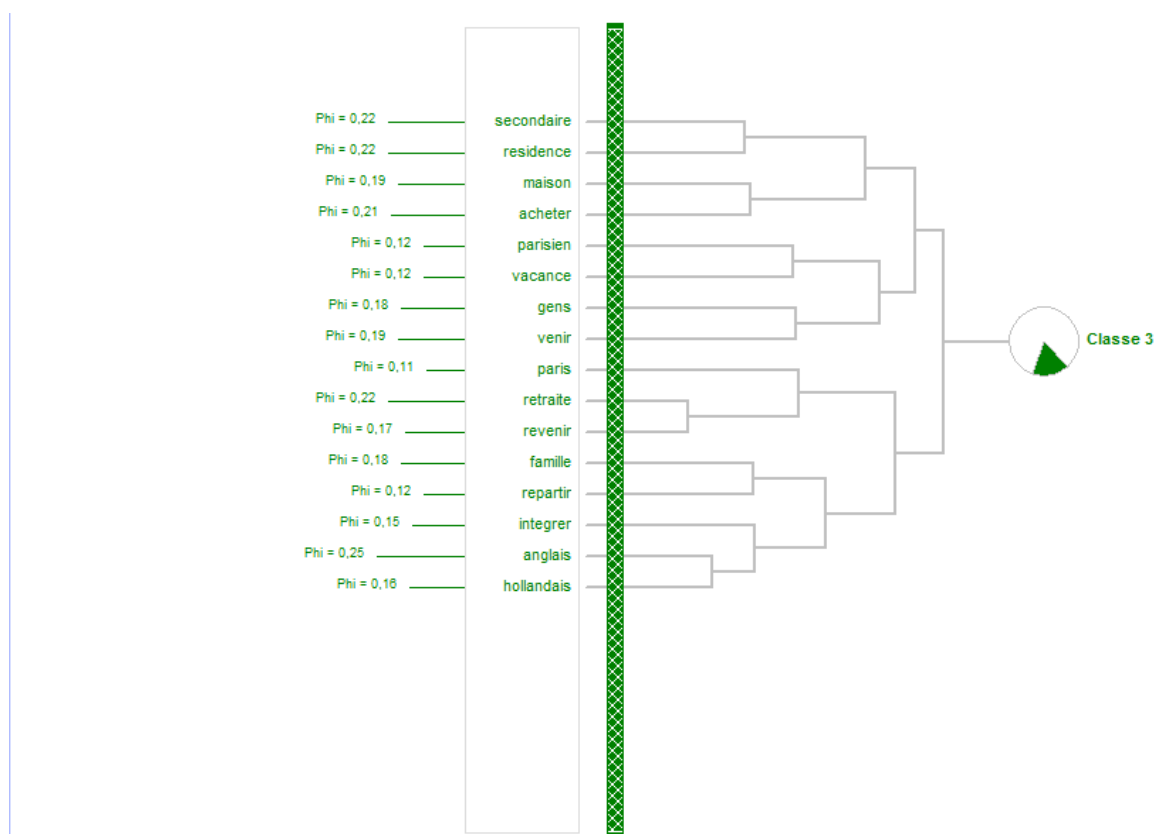 Phi = 0,22 secondaire
Phi = 0,22 residence
Phi = 0,19 maison
Phi = 0,21 acheter
Phi = 0,12 parisien
Phi = 0,12 vacance
Phi = 0,18 gens
Phi = 0,19 venir
Phi = 0,11 paris
Phi = 0,22 retraite
Phi = 0,17 revenir
Phi = 0,18 famille
Phi = 0,12 repartir
Phi = 0,15 integrer
Phi = 0,25 anglais
Phi = 0,16 hollandais
Classe 3